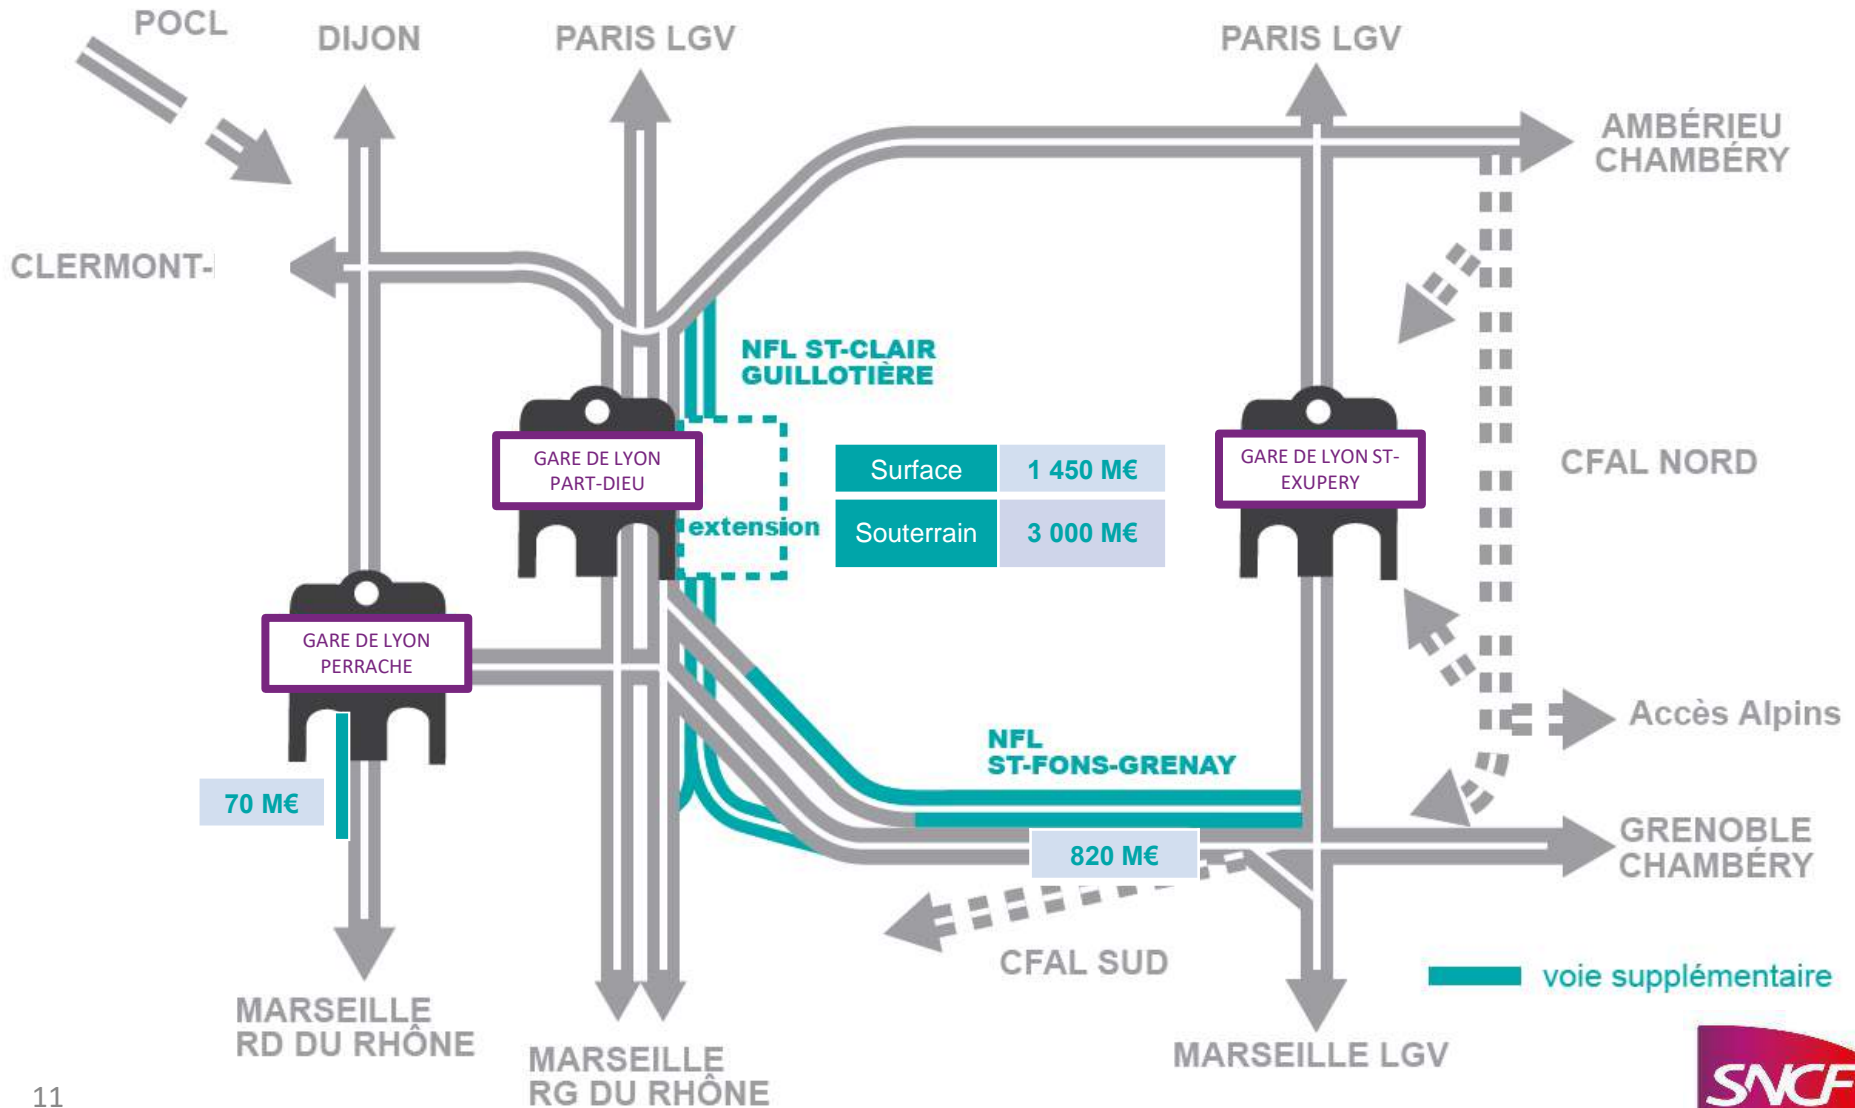 POCL
DIJON
PARIS LGV
PARIS LGV
AMBÉRIEU
CHAMBÉRY
CLERMONT-
NFL ST-CLAIR
GUILLOTIÈRE
GARE DE LYON
PART-DIEU
extension
Surface 1 450 M€
Souterrain 3 000 M€
GARE DE LYON ST-
EXUPERY
CFAL NORD
GARE DE LYON
PERRACHE
70 M€
NFL
ST-FONS-GRENAY
Accès Alpins
820 M€
GRENOBLE
CHAMBÉRY
CFAL SUD
voie supplémentaire
MARSEILLE
RD DU RHÔNE
MARSEILLE
RG DU RHÔNE
MARSEILLE LGV
SNCF
11